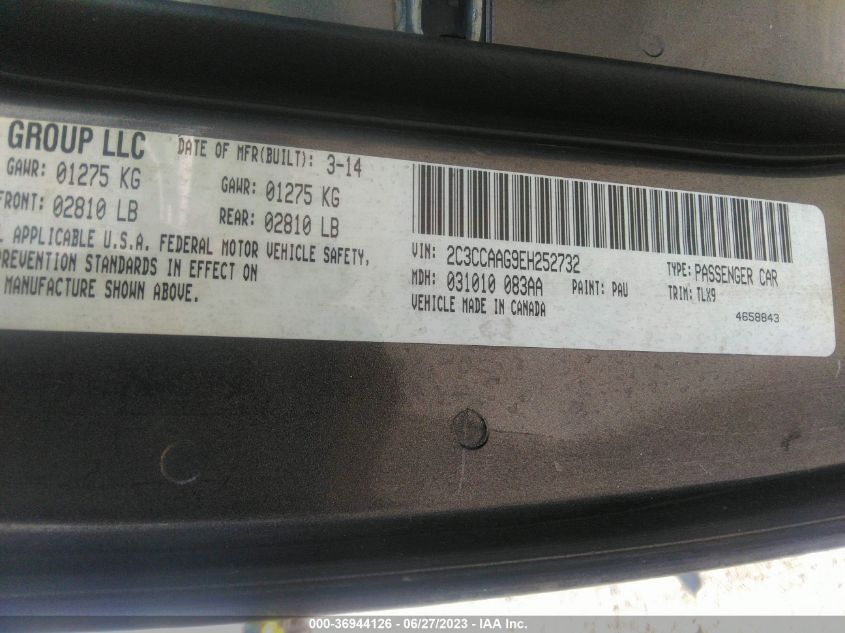 GROUP LLC DATE OF MFR(BUILT): 3-14
GAWR: 01275 KG GAWR: 01275 KG
FRONT: 02810 LB REAR: 02810 LB
APPLICABLE U.S.A. FEDERAL MOTOR VEHICLE SAFETY,
PREVENTION STANDARDS IN EFFECT ON
MANUFACTURE SHOWN ABOVE.
VIN: 2C3CCAAG9EH252732 TYPE: PASSENGER CAR
MDH: 031010 083AA PAINT: PAU TRIM: TLX9
VEHICLE MADE IN CANADA 4658843
000-36944126 - 06/27/2023 - IAA Inc.